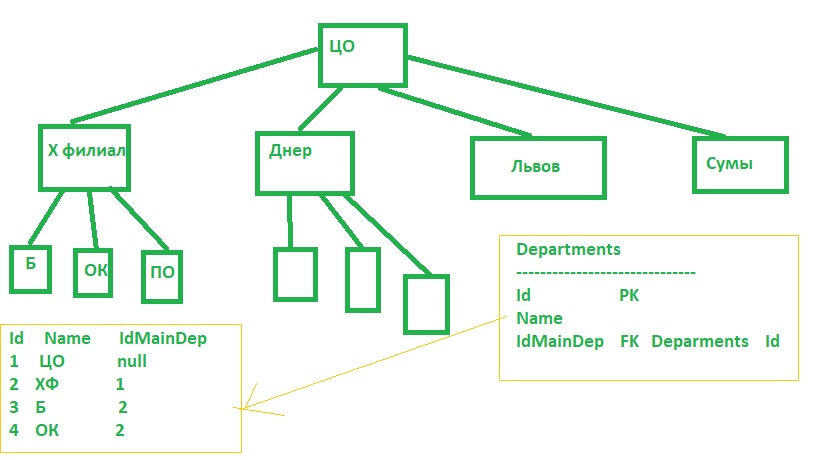 ЦО
Х филиал
Днер
Львов
Сумы
Б
ОК
ПО
Departments
------------------------------
Id PK
Name
IdMainDep FK Deparments Id
Id Name IdMainDep
1 ЦО null
2 ХФ 1
3 Б 2
4 ОК 2